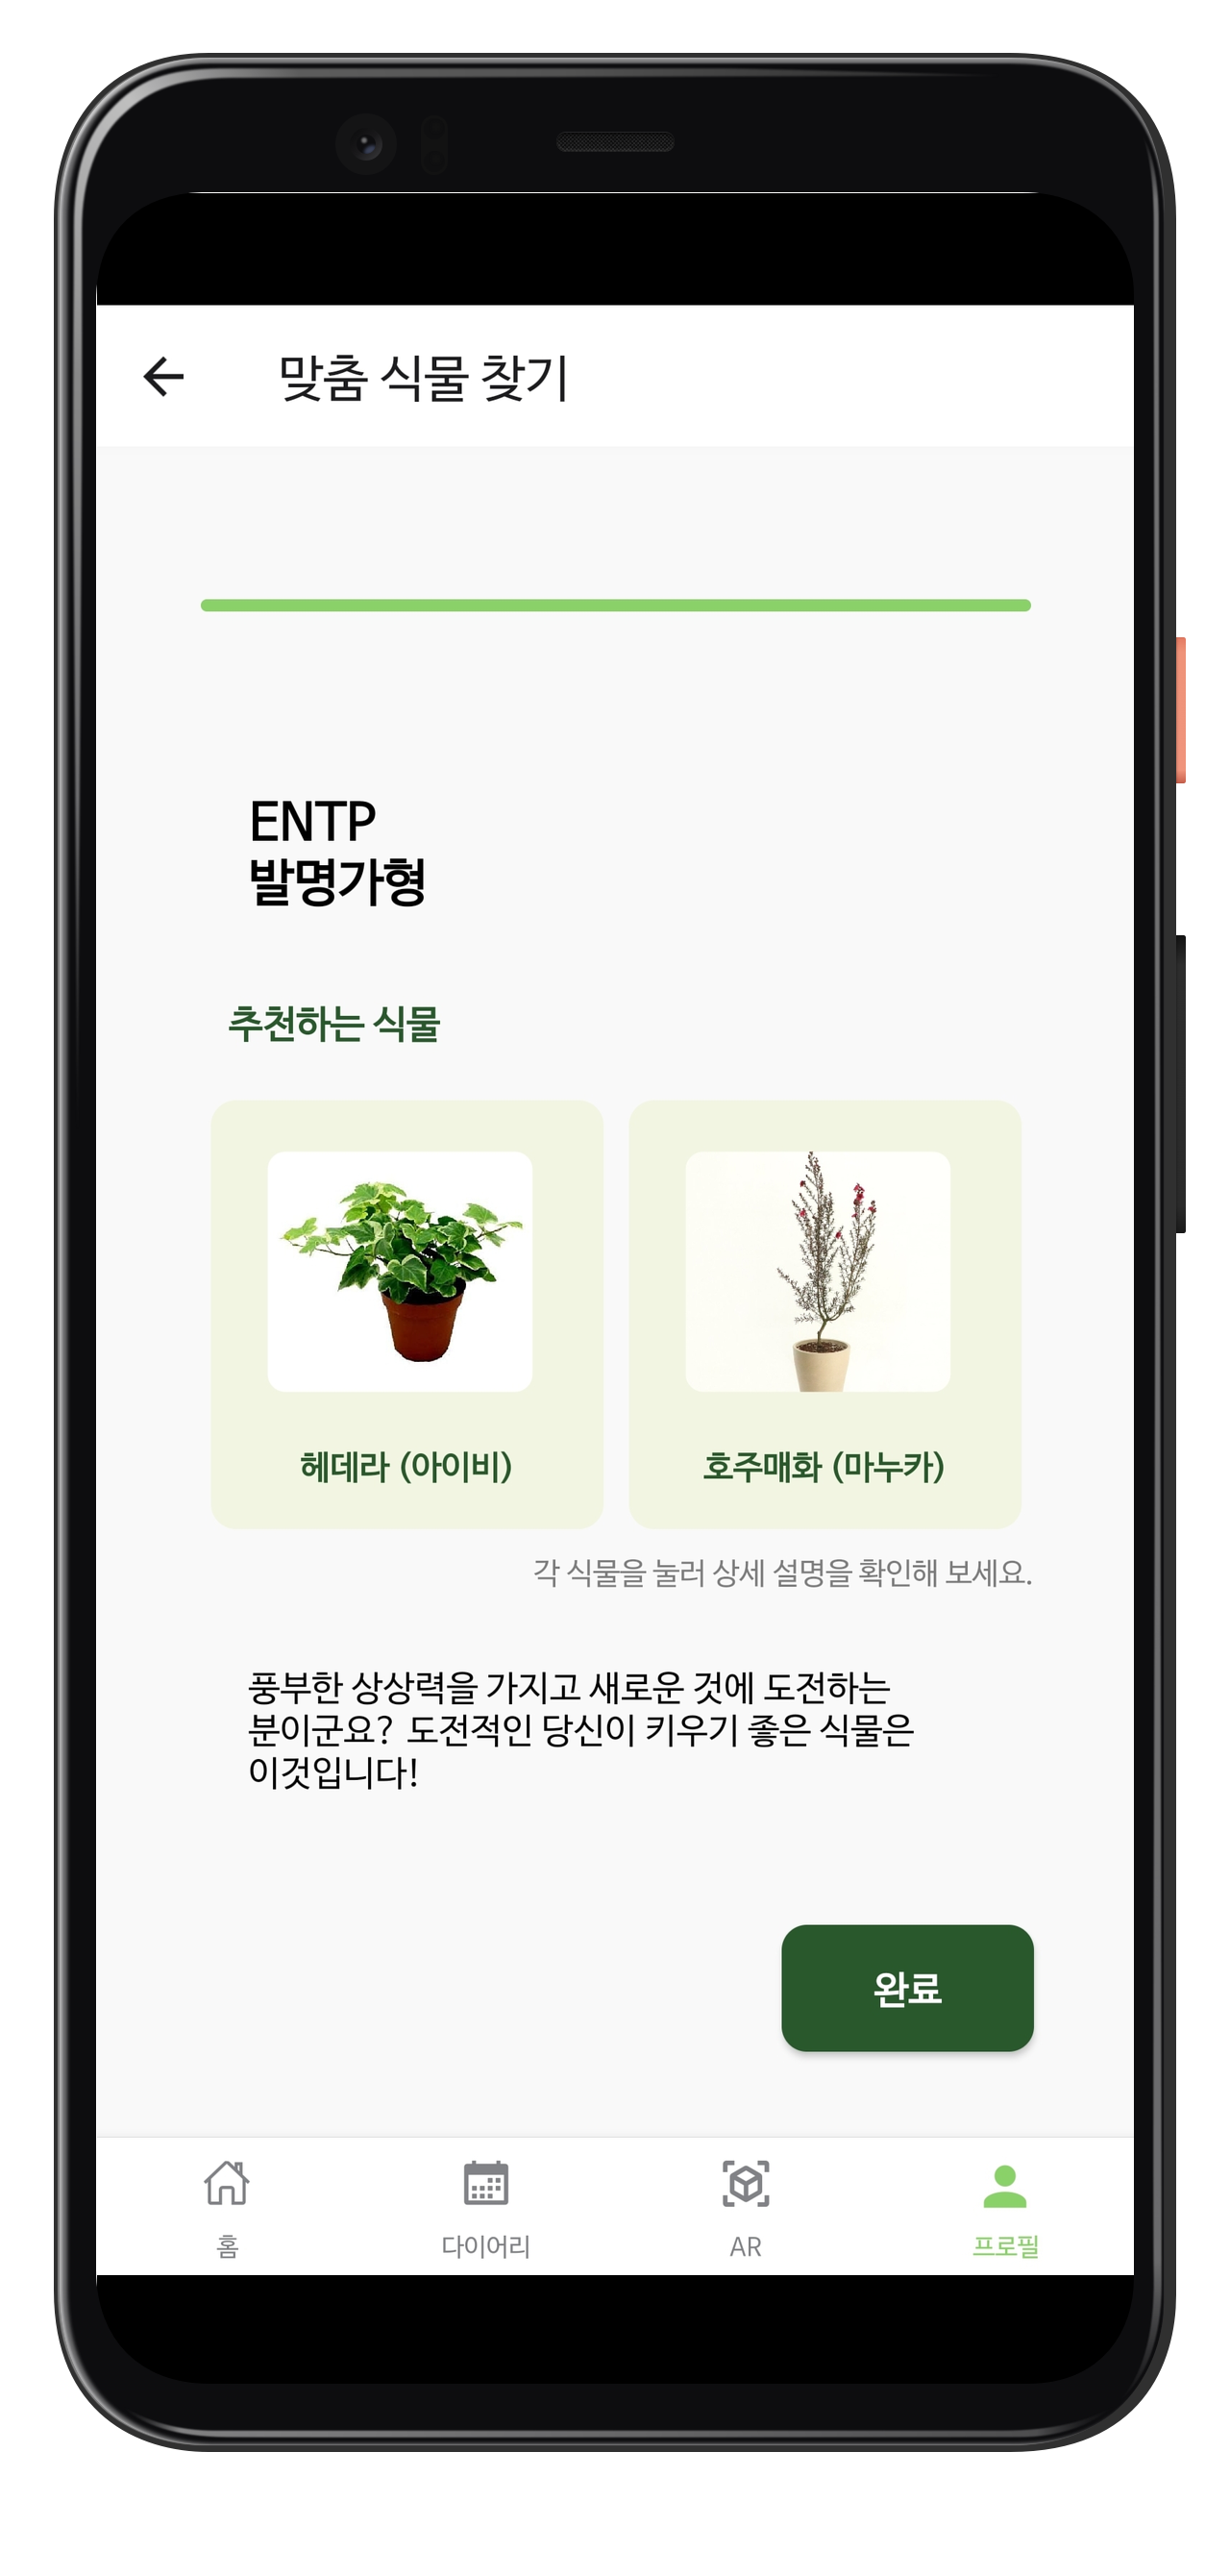 맞춤 식물 찾기
ENTP
발명가형
추천하는 식물
헤데라 (아이비)
호주매화 (마누카)
각 식물을 눌러 상세 설명을 확인해 보세요.
풍부한 상상력을 가지고 새로운 것에 도전하는
분이군요? 도전적인 당신이 키우기 좋은 식물은
이것입니다!
완료
홈
다이어리
AR
프로필